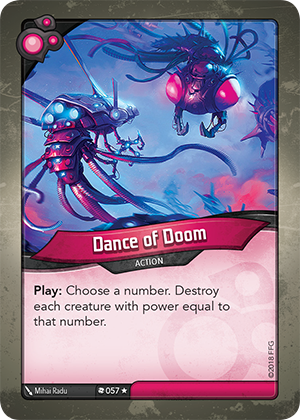 Dance of Doom
ACTION
Play: Choose a number. Destroy
each creature with power equal to
that number.
©2018 FFG
Mihai Radu
057 ★